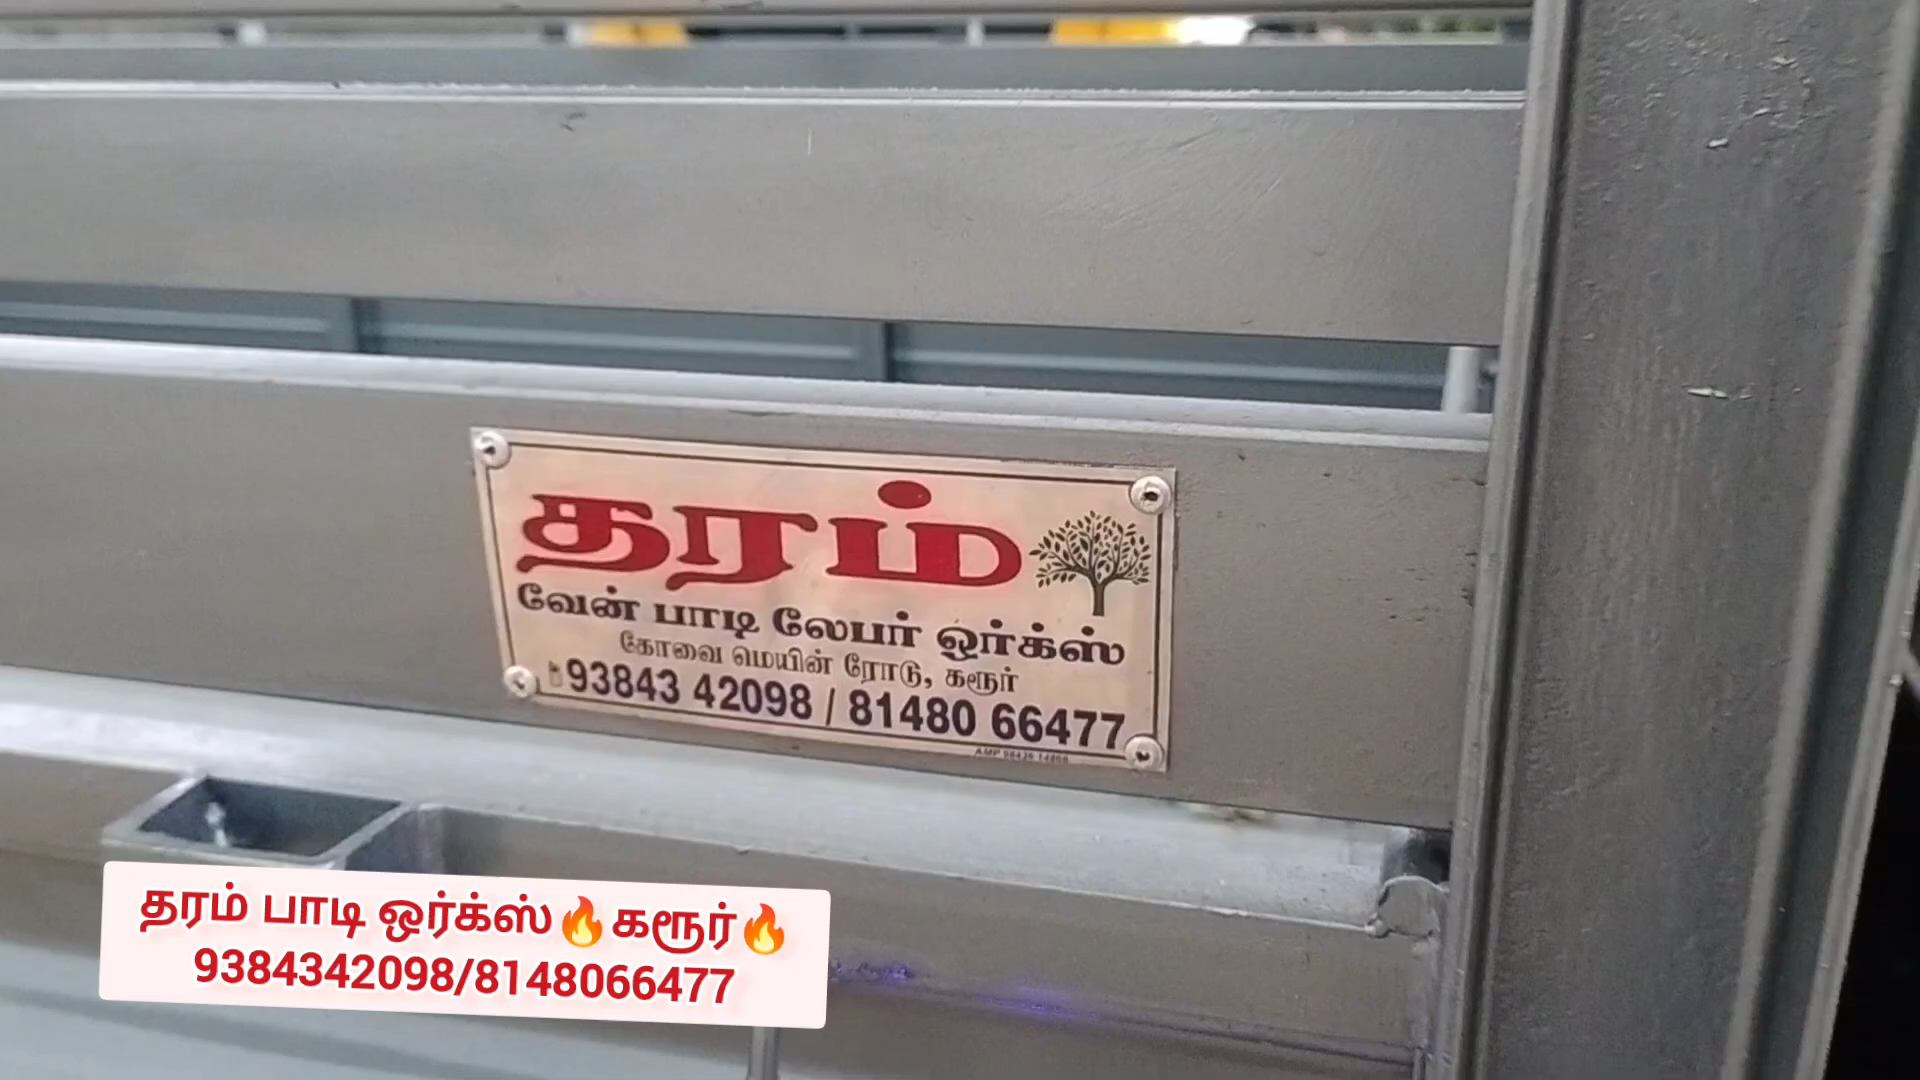 தரம்
வேன் பாடி லேபர் ஒர்க்ஸ்
கோவை மெயின் ரோடு, கரூர்
93843 42098 / 81480 66477
தரம் பாடி ஒர்க்ஸ்🔥கரூர்🔥
9384342098/8148066477